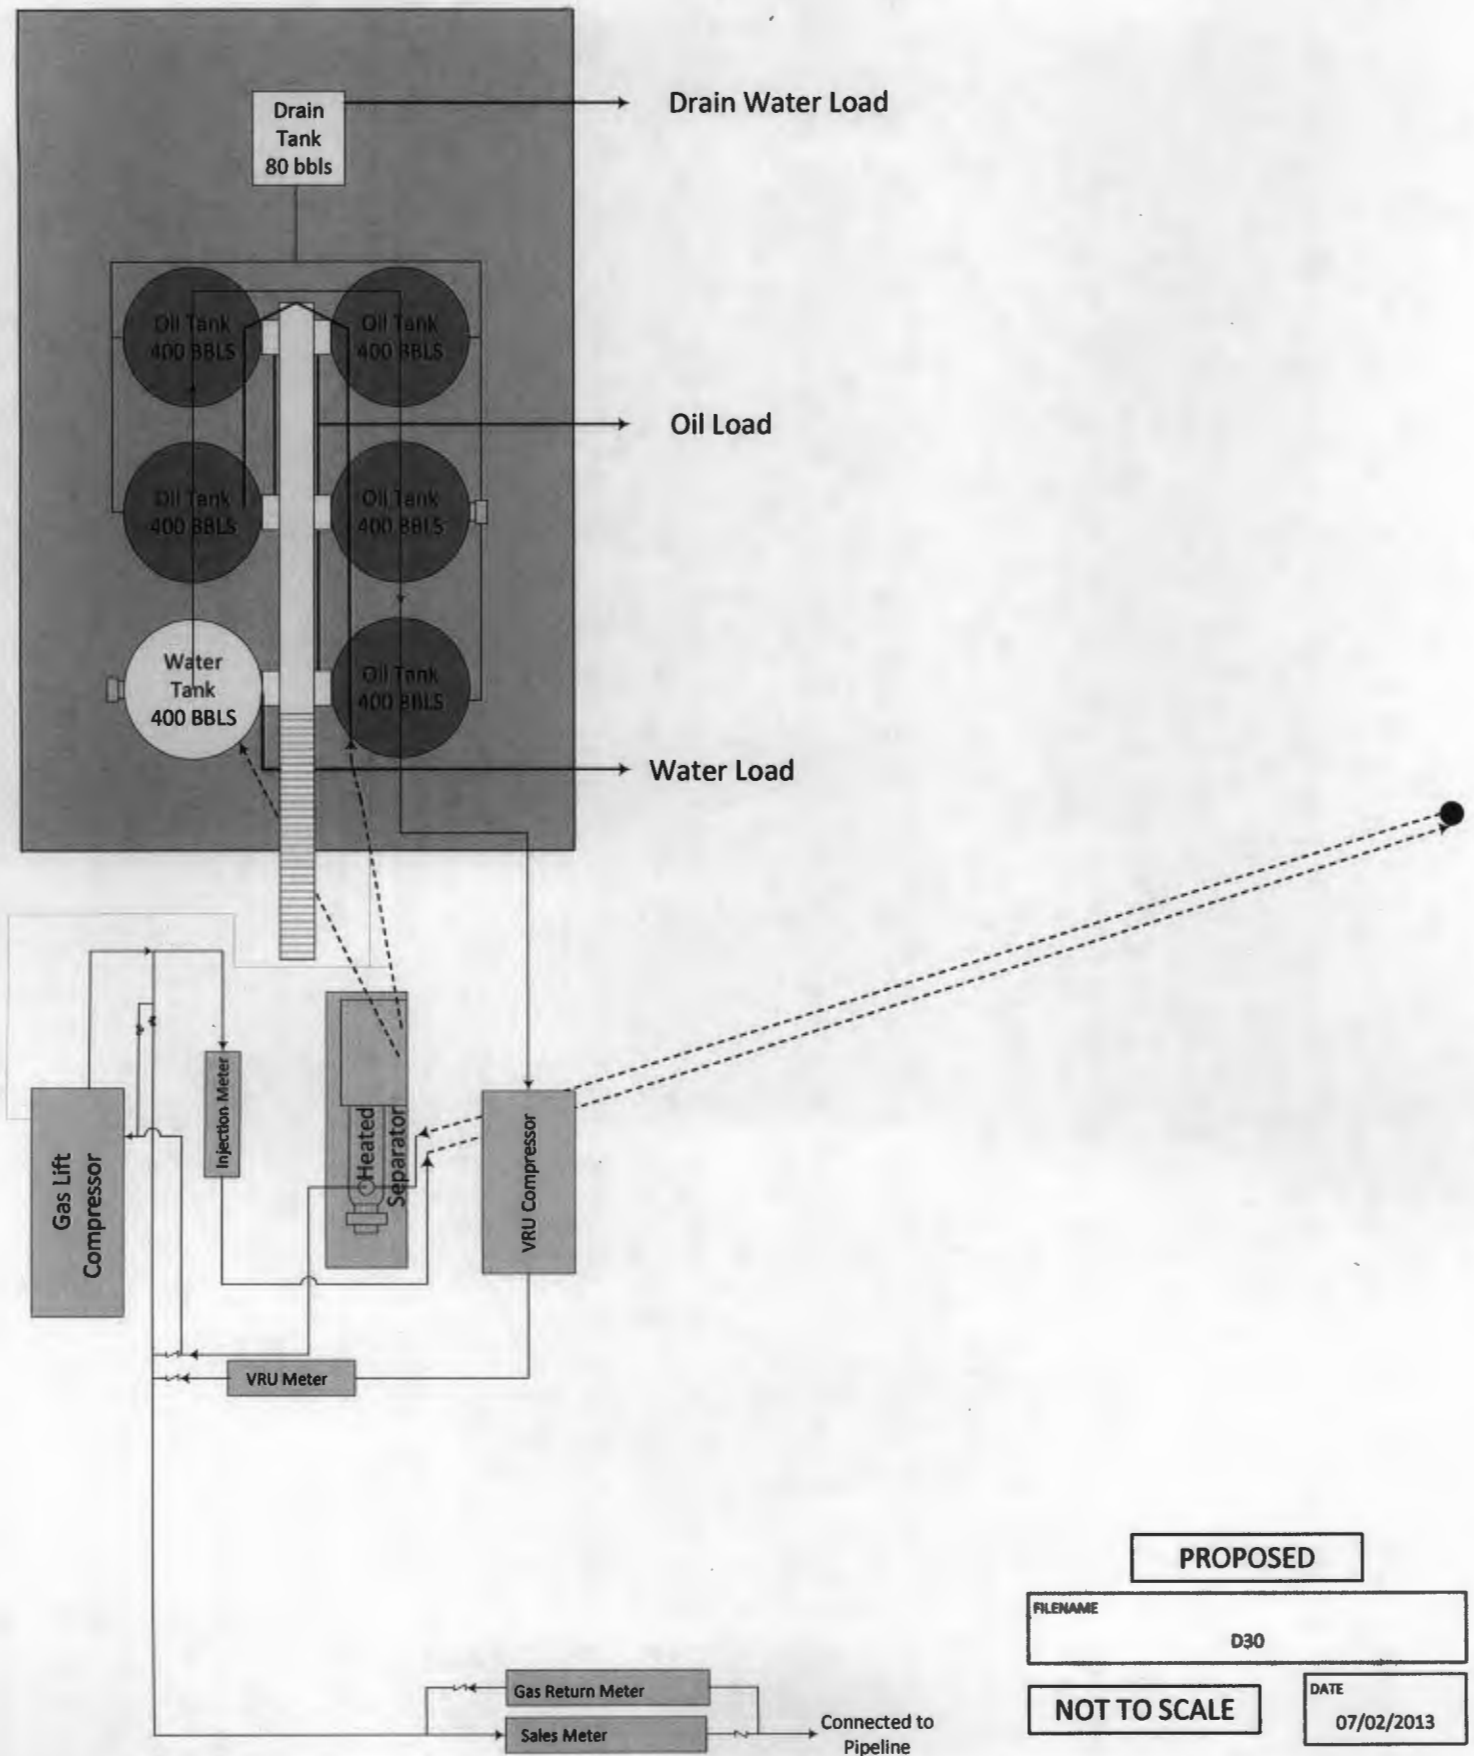 Drain
Tank
80 bbls
Drain Water Load
Oil Tank
400 BBLS
Oil Tank
400 BBLS
Oil Load
Oil Tank
400 BBLS
Oil Tank
400 BBLS
Water
Tank
400 BBLS
Oil Tank
400 BBLS
Water Load
Gas Lift
Compressor
Injection Meter
Heated
Separator
VRU Compressor
VRU Meter
Gas Return Meter
Sales Meter
Connected to
Pipeline
PROPOSED
FILENAME
D30
NOT TO SCALE
DATE
07/02/2013